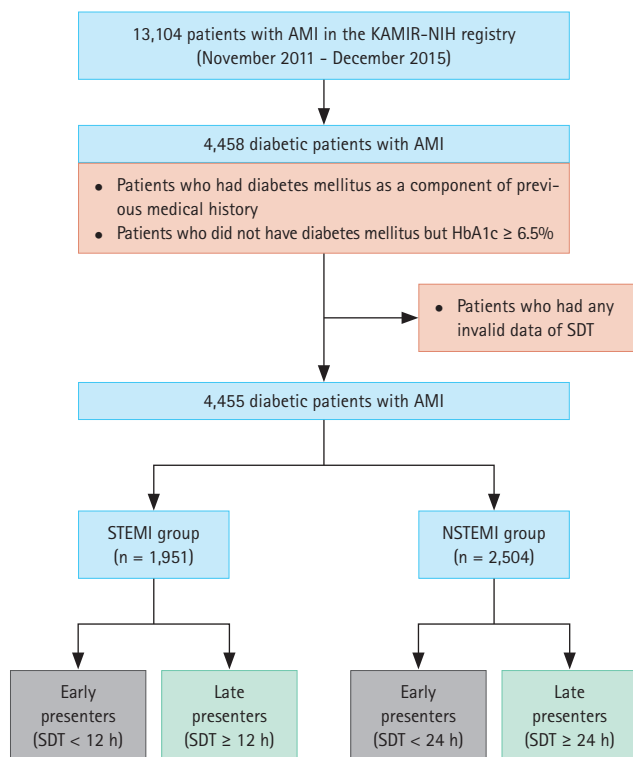 13,104 patients with AMI in the KAMIR-NIH registry
(November 2011 - December 2015)
4,458 diabetic patients with AMI
• Patients who had diabetes mellitus as a component of previ-
ous medical history
• Patients who did not have diabetes mellitus but HbA1c ≥ 6.5%
• Patients who had any
invalid data of SDT
4,455 diabetic patients with AMI
STEMI group
(n = 1,951)
NSTEMI group
(n = 2,504)
Early
presenters
(SDT < 12 h)
Late
presenters
(SDT ≥ 12 h)
Early
presenters
(SDT < 24 h)
Late
presenters
(SDT ≥ 24 h)